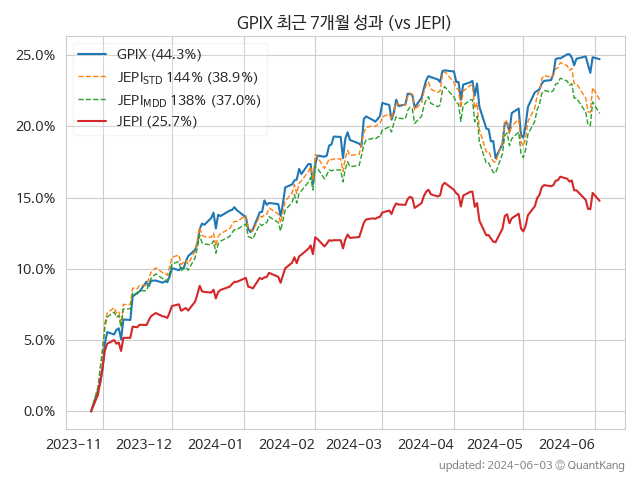 GPIX 최근 7개월 성과 (vs JEPI)
GPIX (44.3%)
JEPI_STD 144% (38.9%)
JEPI_MDD 138% (37.0%)
JEPI (25.7%)
25.0%
20.0%
15.0%
10.0%
5.0%
0.0%
2023-11 2023-12 2024-01 2024-02 2024-03 2024-04 2024-05 2024-06
updated: 2024-06-03 © QuantKang